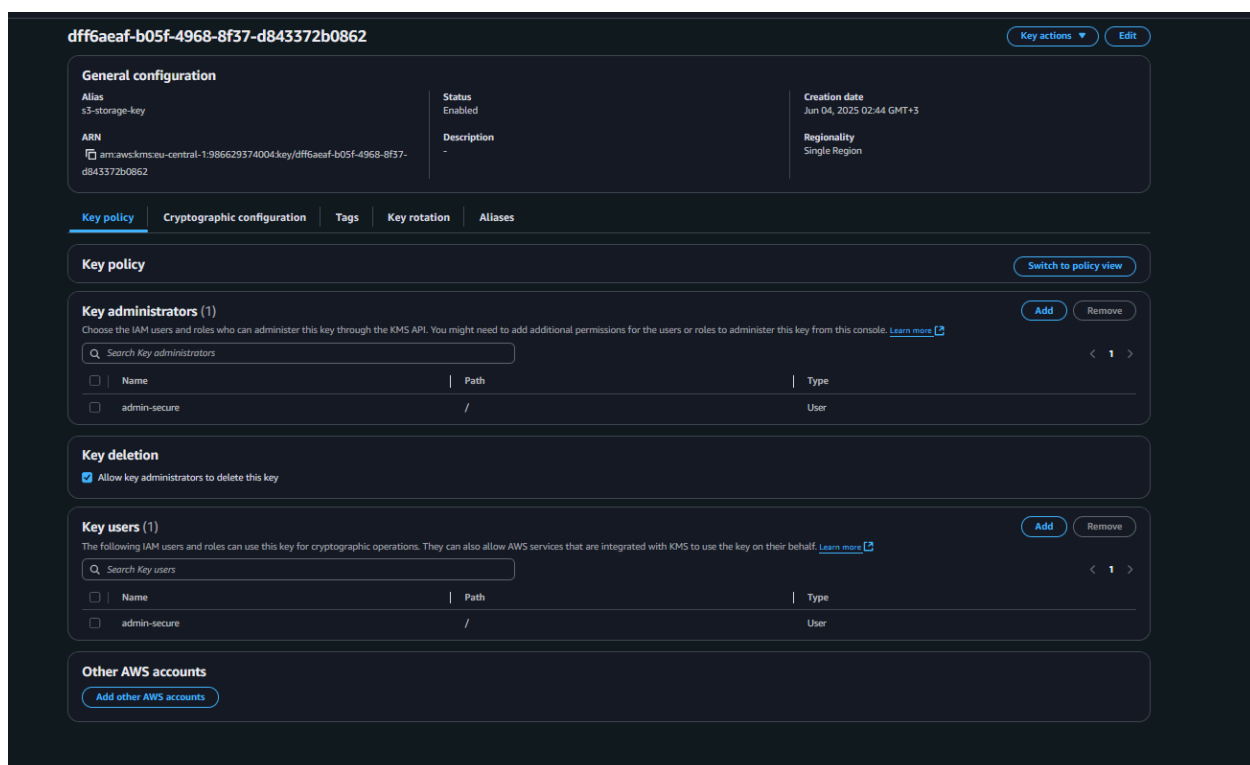 dff6aeaf-b05f-4968-8f37-d843372b0862
Key actions
Edit
General configuration
Alias
s3-storage-key
Status
Enabled
Creation date
Jun 04, 2025 02:44 GMT+3
ARN
arn:aws:kms:eu-central-1:986629374004:key/dff6aeaf-b05f-4968-8f37-
d843372b0862
Description
-
Regionality
Single Region
Key policy Cryptographic configuration Tags Key rotation Aliases
Key policy
Switch to policy view
Key administrators (1)
Add Remove
Choose the IAM users and roles who can administer this key through the KMS API. You might need to add additional permissions for the users or roles to administer this key from this console. Learn more
Search Key administrators
1
Name Path Type
admin-secure / User
Key deletion
Allow key administrators to delete this key
Key users (1)
Add Remove
The following IAM users and roles can use this key for cryptographic operations. They can also allow AWS services that are integrated with KMS to use the key on their behalf. Learn more
Search Key users
1
Name Path Type
admin-secure / User
Other AWS accounts
Add other AWS accounts